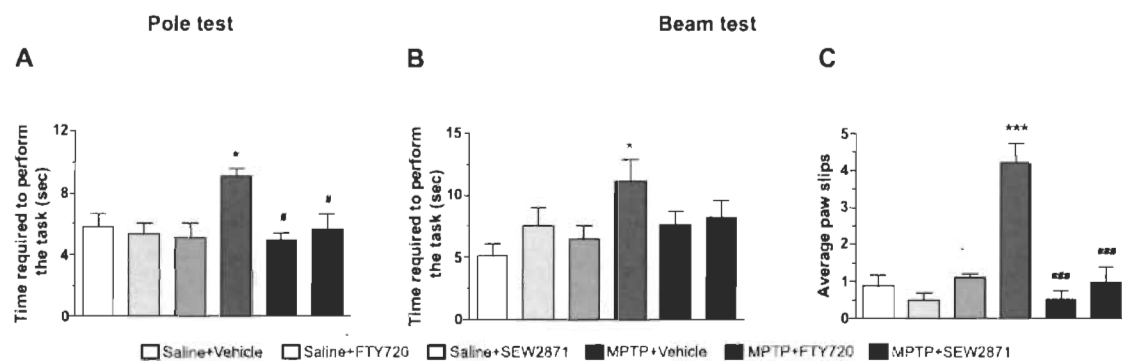 Pole test
Beam test
A
B
C
Time required to perform
the task (sec)
12
8
4
0
*
#
#
Time required to perform
the task (sec)
15
10
5
0
*
Average paw slips
5
4
3
2
1
0
***
###
###
Saline+Vehicle Saline+FTY720 Saline+SEW2871 MPTP+Vehicle MPTP+FTY720 MPTP+SEW2871